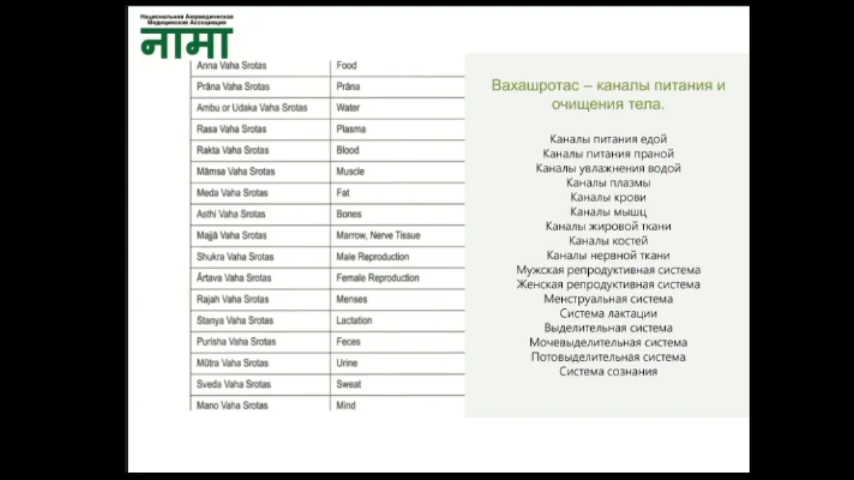 Национальная Аюрведическая
Медицинская Ассоциация
नामा
Anna Vaha Srotas Food
Prāna Vaha Srotas Prāna
Ambu or Udaka Vaha Srotas Water
Rasa Vaha Srotas Plasma
Rakta Vaha Srotas Blood
Māmsa Vaha Srotas Muscle
Meda Vaha Srotas Fat
Asthi Vaha Srotas Bones
Majjā Vaha Srotas Marrow, Nerve Tissue
Shukra Vaha Srotas Male Reproduction
Ārtava Vaha Srotas Female Reproduction
Rajah Vaha Srotas Menses
Stanya Vaha Srotas Lactation
Purisha Vaha Srotas Feces
Mūtra Vaha Srotas Urine
Sveda Vaha Srotas Sweat
Mano Vaha Srotas Mind
Вахашротас – каналы питания и
очищения тела.
Каналы питания едой
Каналы питания праной
Каналы увлажнения водой
Каналы плазмы
Каналы крови
Каналы мышц
Каналы жировой ткани
Каналы костей
Каналы нервной ткани
Мужская репродуктивная система
Женская репродуктивная система
Менструальная система
Система лактации
Выделительная система
Мочевыделительная система
Потовыделительная система
Система сознания